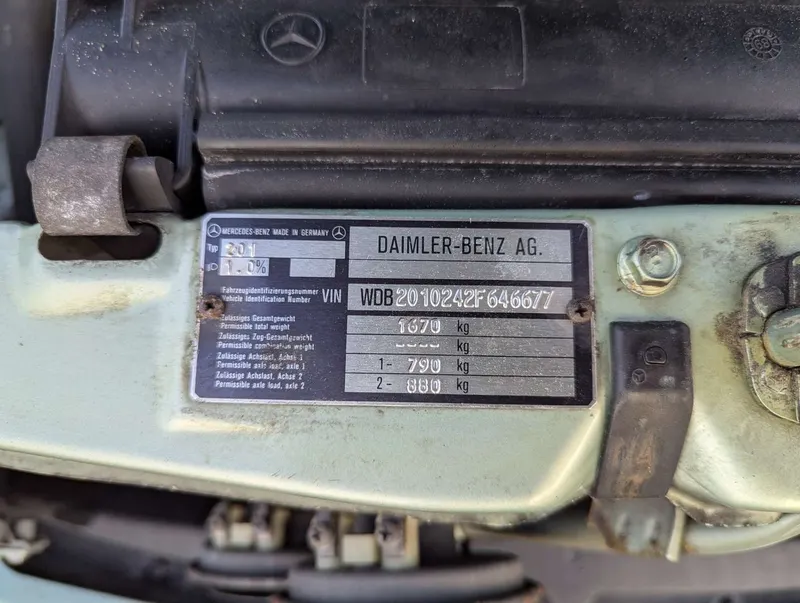 MERCEDES-BENZ MADE IN GERMANY
Typ 201
1.0%
DAIMLER-BENZ AG.
Fahrzeugidentifizierungsnummer
Vehicle Identification Number VIN WDB2010242F646677
Zulässiges Gesamtgewicht
Permissible total weight 1670 kg
Zulässiges Zug-Gesamtgewicht
Permissible combination weight ---- kg
Zulässige Achslast, Achse 1
Permissible axle load, axle 1 1- 790 kg
Zulässige Achslast, Achse 2
Permissible axle load, axle 2 2- 880 kg